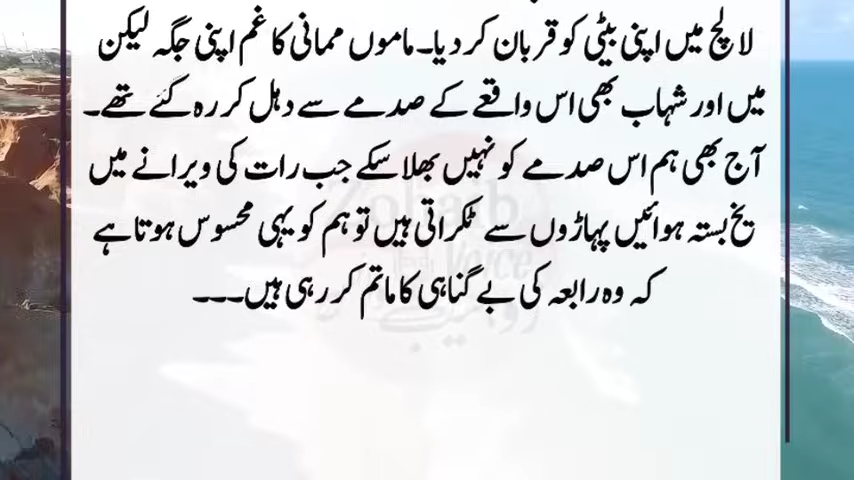 لالچ میں اپنی بیٹی کو قربان کر دیا۔ ماموں ممانی کا غم اپنی جگہ لیکن
میں اور شہاب بھی اس واقعے کے صدمے سے دہل کر رہ گئے تھے۔
آج بھی ہم اس صدمے کو نہیں بھلا سکے جب رات کی ویرانے میں
یخ بستہ ہوائیں پہاڑوں سے ٹکراتی ہیں تو ہم کو یہی محسوس ہوتا ہے
کہ وہ رابعہ کی بے گناہی کا ماتم کر رہی ہیں۔۔۔
Zohaib
Voice